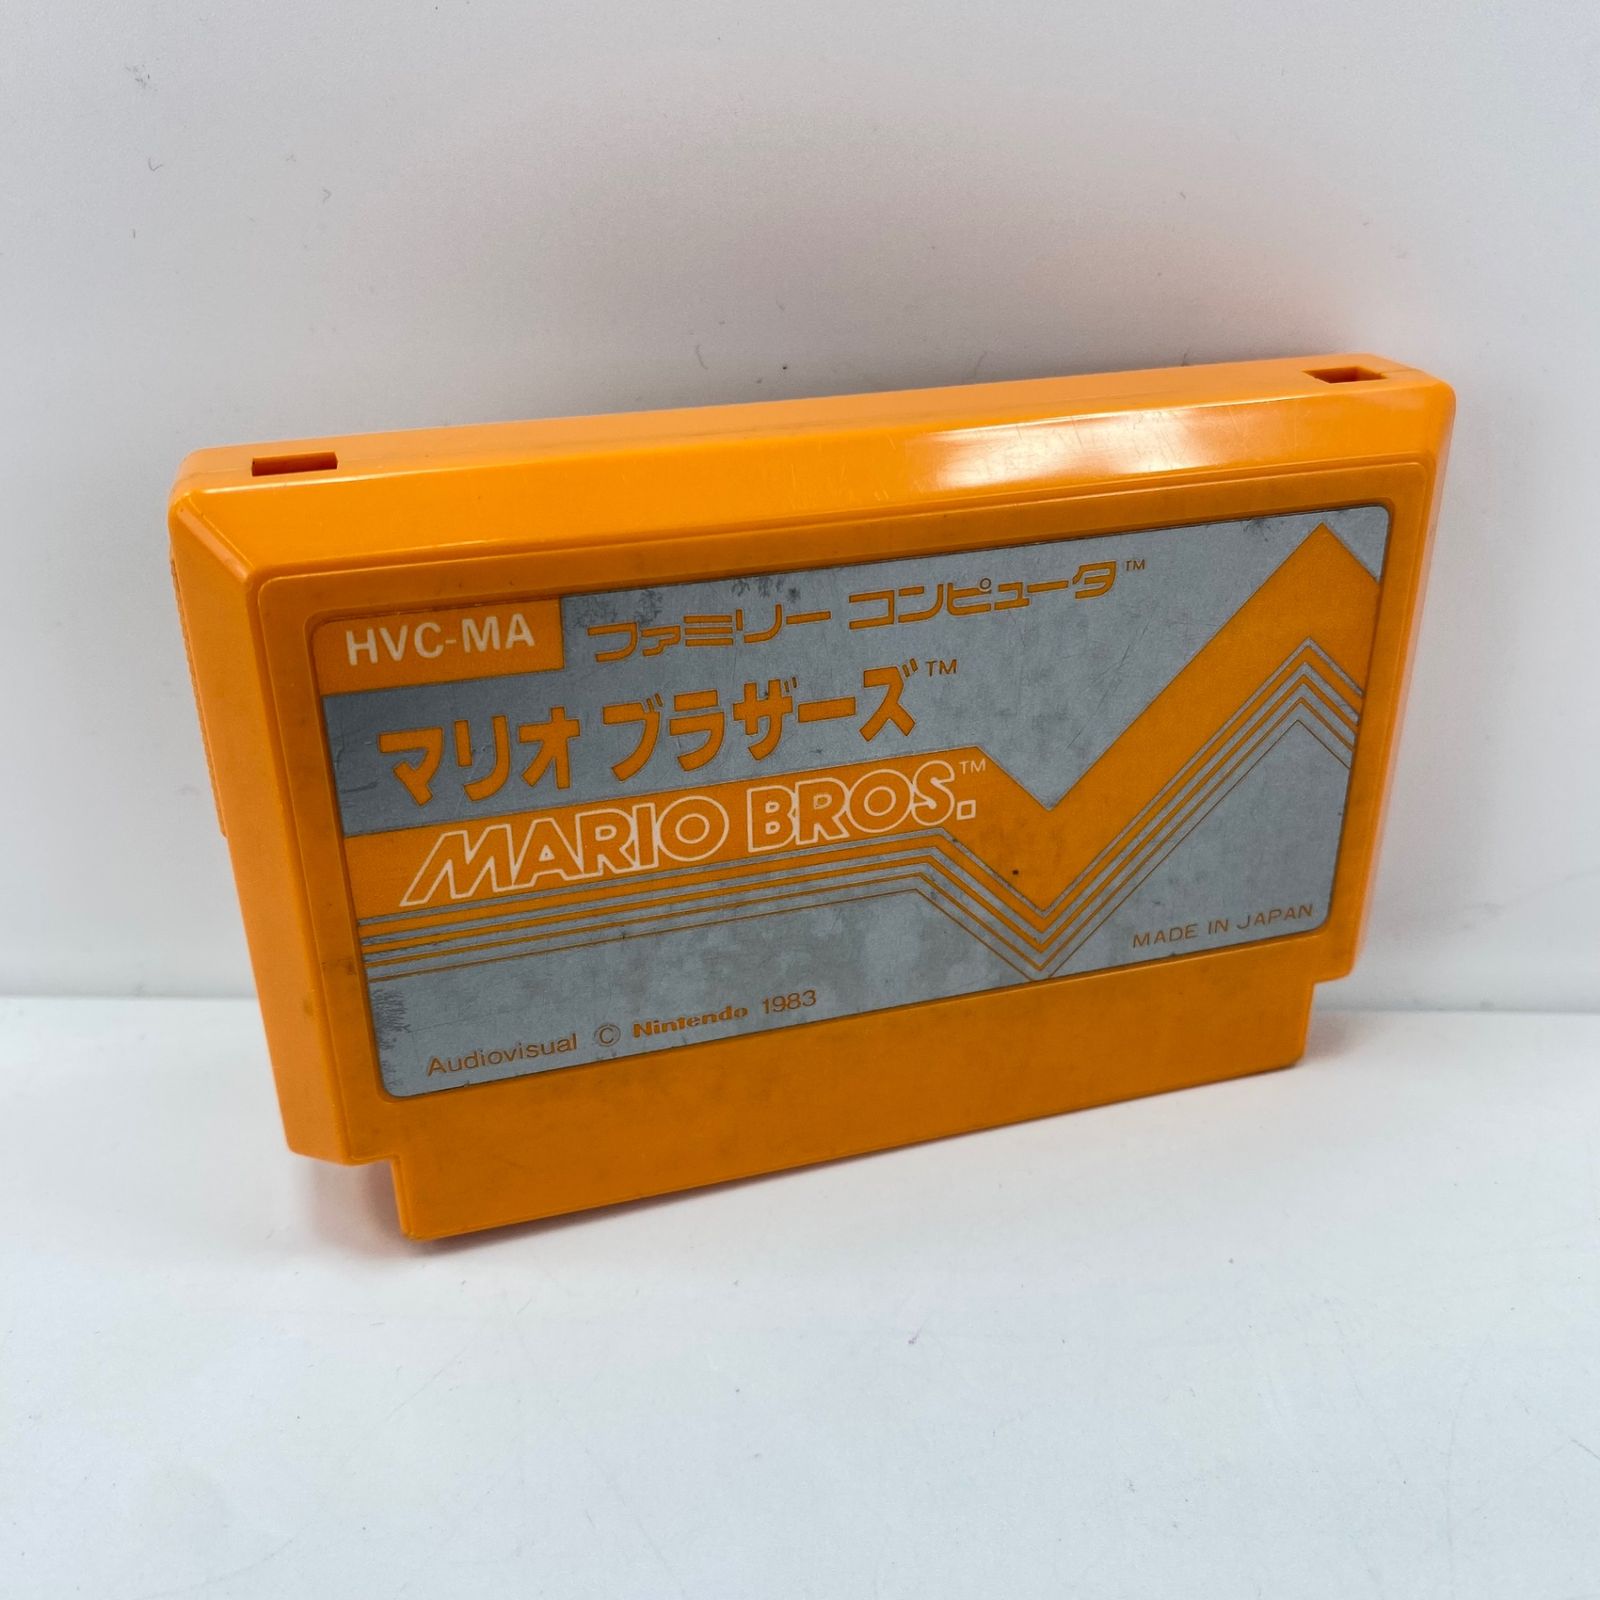 HVC-MA
ファミリー コンピュータ™
マリオ ブラザーズ™
MARIO BROS.™
MADE IN JAPAN
Audiovisual © Nintendo 1983